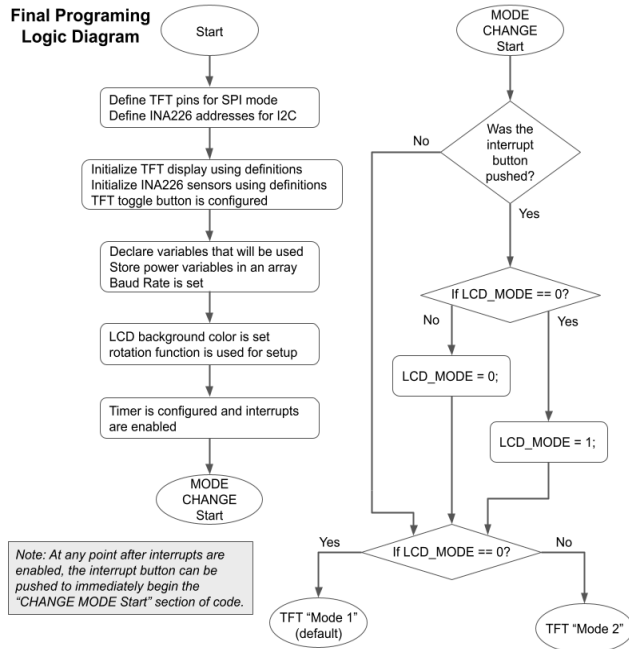 Final Programing
Logic Diagram
Start
Define TFT pins for SPI mode
Define INA226 addresses for I2C
Initialize TFT display using definitions
Initialize INA226 sensors using definitions
TFT toggle button is configured
Declare variables that will be used
Store power variables in an array
Baud Rate is set
LCD background color is set
rotation function is used for setup
Timer is configured and interrupts
are enabled
MODE
CHANGE
Start
Note: At any point after interrupts are
enabled, the interrupt button can be
pushed to immediately begin the
“CHANGE MODE Start” section of code.
MODE
CHANGE
Start
Was the
interrupt
button
pushed?
No
Yes
If LCD_MODE == 0?
No
Yes
LCD_MODE = 0;
LCD_MODE = 1;
If LCD_MODE == 0?
Yes
No
TFT “Mode 1”
(default)
TFT “Mode 2”